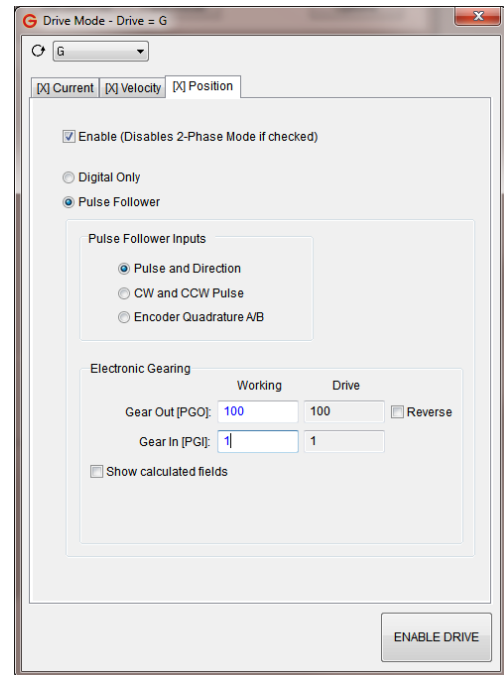 G Drive Mode - Drive = G
G
[X] Current [X] Velocity [X] Position
Enable (Disables 2-Phase Mode if checked)
Digital Only
Pulse Follower
Pulse Follower Inputs
Pulse and Direction
CW and CCW Pulse
Encoder Quadrature A/B
Electronic Gearing
Working Drive
Gear Out [PGO]: 100 100 Reverse
Gear In [PGI]: 1 1
Show calculated fields
ENABLE DRIVE